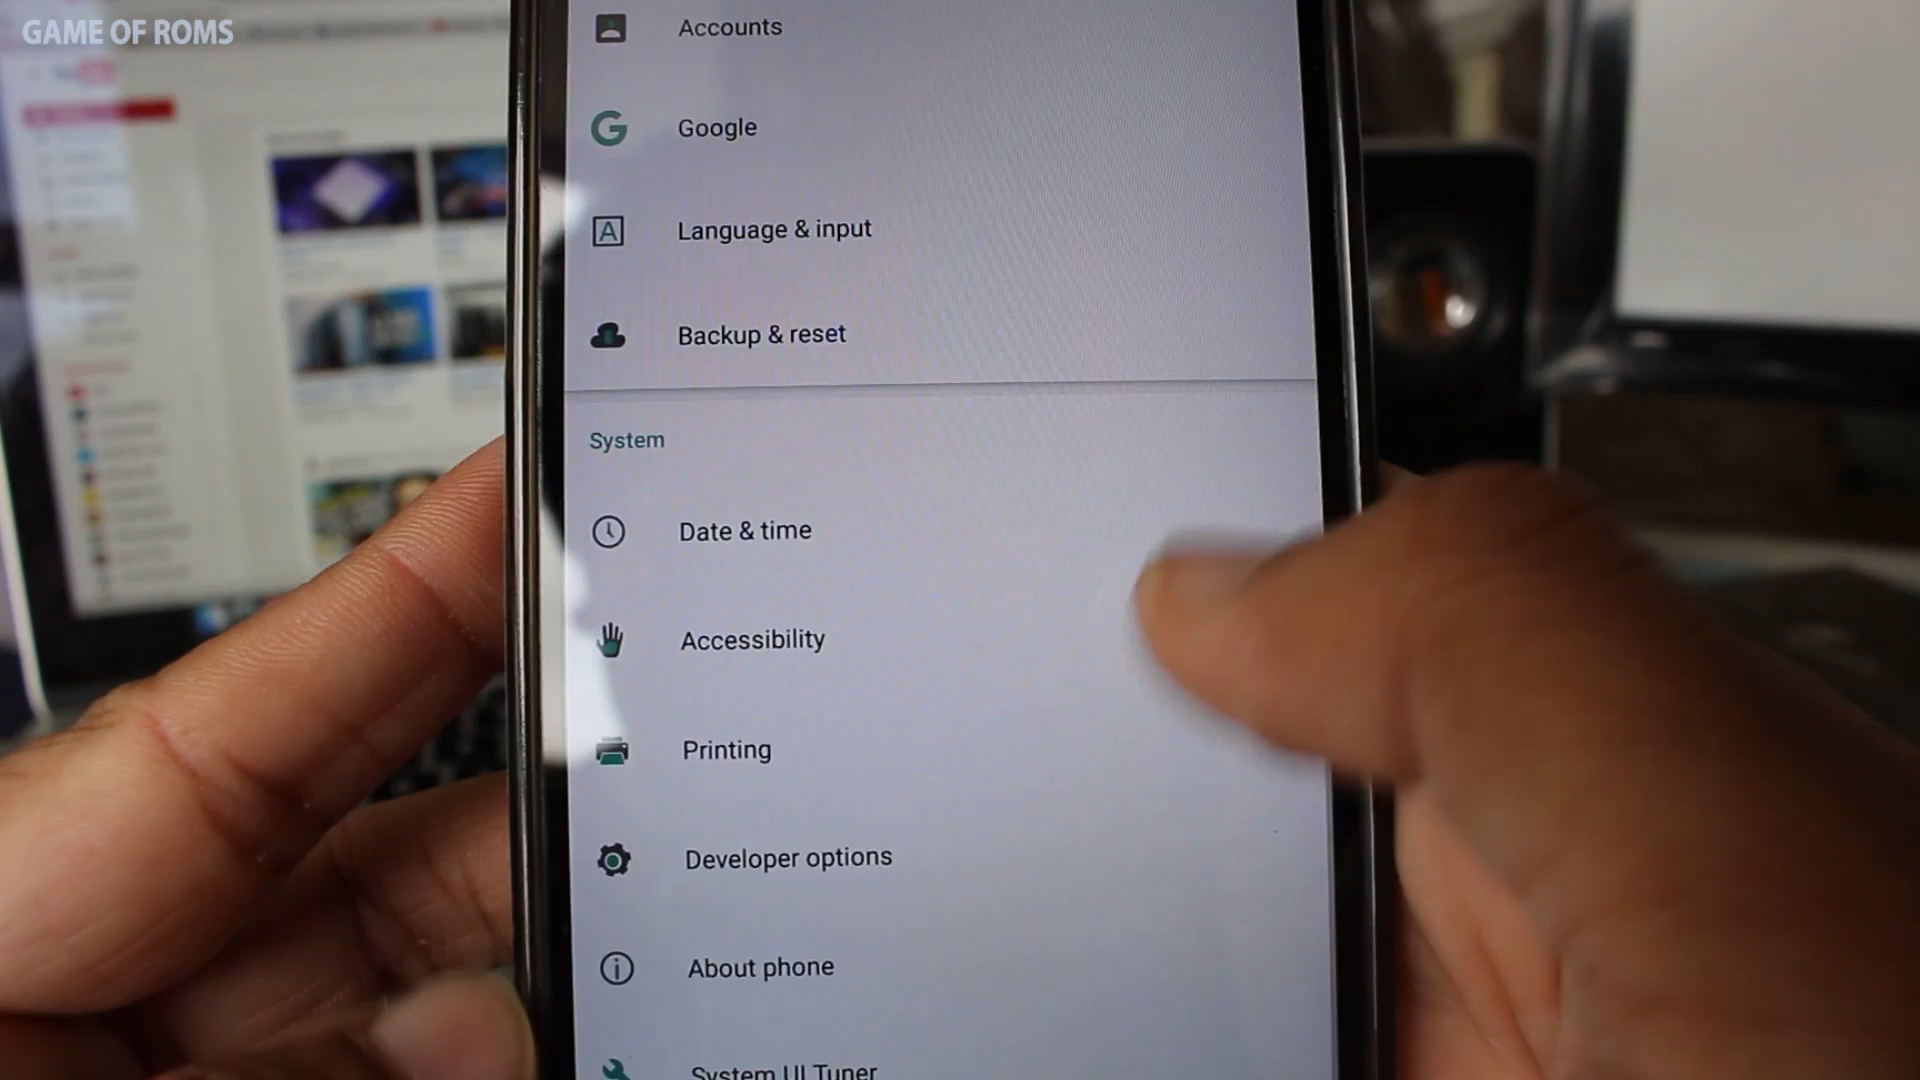 GAME OF ROMS
Accounts
Google
Language & input
Backup & reset
System
Date & time
Accessibility
Printing
Developer options
About phone
System UI Tuner